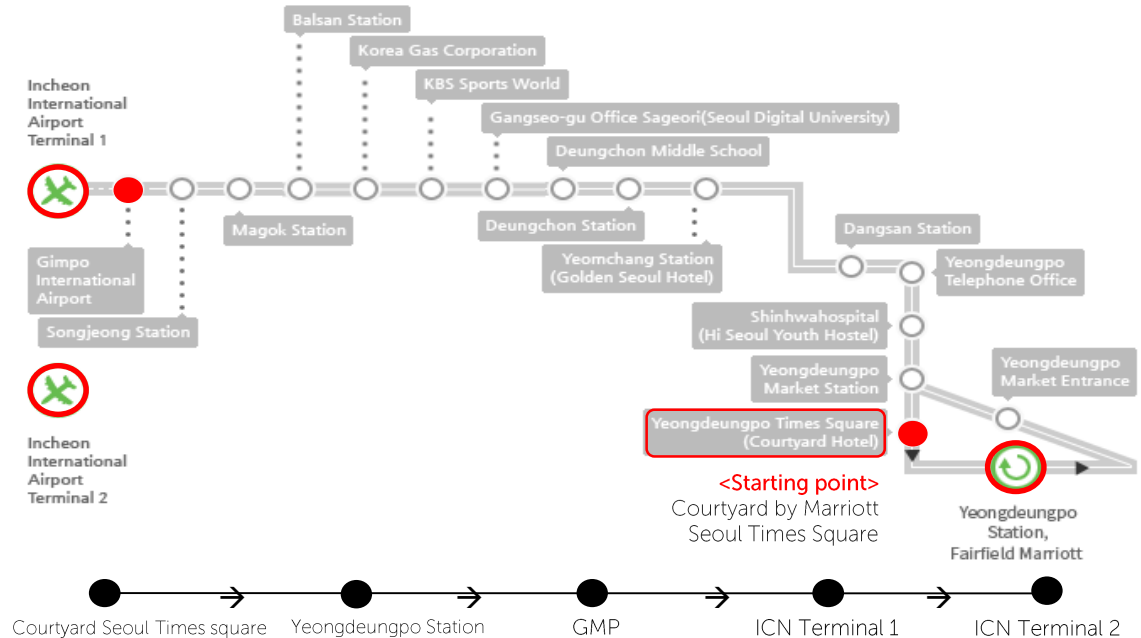 Balsan Station
Korea Gas Corporation
KBS Sports World
Gangseo-gu Office Sageori(Seoul Digital University)
Deungchon Middle School
Incheon
International
Airport
Terminal 1
Gimpo
International
Airport
Songjeong Station
Magok Station
Deungchon Station
Yeomchang Station
(Golden Seoul Hotel)
Dangsan Station
Yeongdeungpo
Telephone Office
Shinhwahospital
(Hi Seoul Youth Hostel)
Yeongdeungpo
Market Station
Yeongdeungpo
Market Entrance
Yeongdeungpo Times Square
(Courtyard Hotel)
<Starting point>
Courtyard by Marriott
Seoul Times Square
Yeongdeungpo
Station,
Fairfield Marriott
Incheon
International
Airport
Terminal 2
Courtyard Seoul Times square
Yeongdeungpo Station
GMP
ICN Terminal 1
ICN Terminal 2